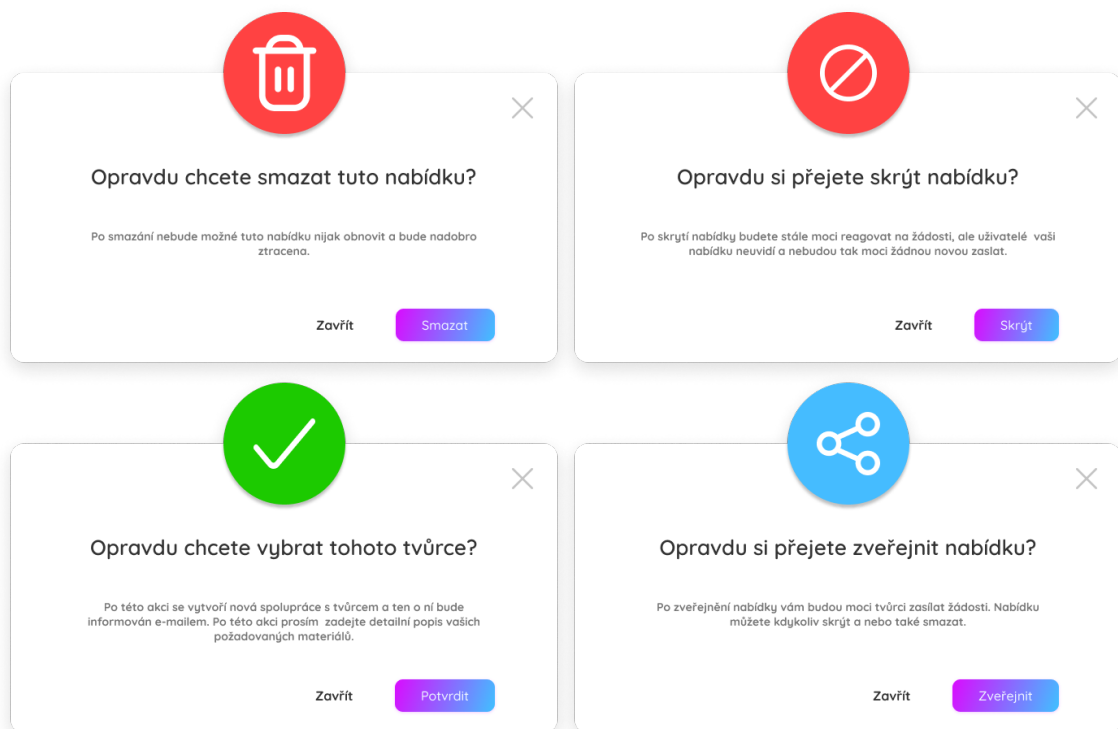 Opravdu chcete smazat tuto nabídku?
Po smazání nebude možné tuto nabídku nijak obnovit a bude nadobro
ztracena.
Zavřít
Smazat
Opravdu si přejete skrýt nabídku?
Po skrytí nabídky budete stále moci reagovat na žádosti, ale uživatelé vaši
nabídku neuvidí a nebudou tak moci žádnou novou zaslat.
Zavřít
Skrýt
Opravdu chcete vybrat tohoto tvůrce?
Po této akci se vytvoří nová spolupráce s tvůrcem a ten o ní bude
informován e-mailem. Po této akci prosím zadejte detailní popis vašich
požadovaných materiálů.
Zavřít
Potvrdit
Opravdu si přejete zveřejnit nabídku?
Po zveřejnění nabídky vám budou moci tvůrci zasílat žádosti. Nabídku
můžete kdykoliv skrýt a nebo také smazat.
Zavřít
Zveřejnit